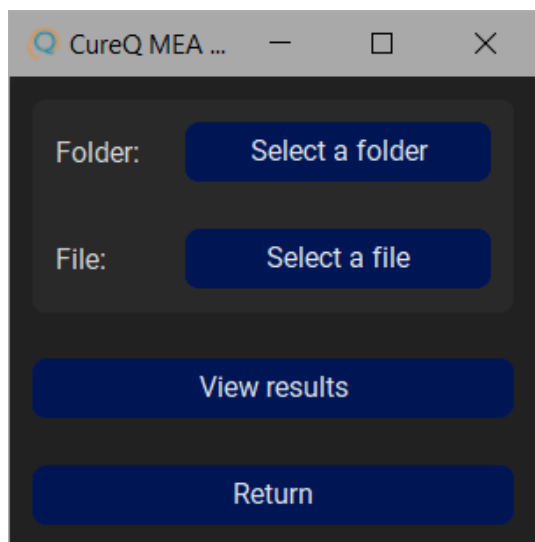 CureQ MEA ...
Folder: Select a folder
File: Select a file
View results
Return